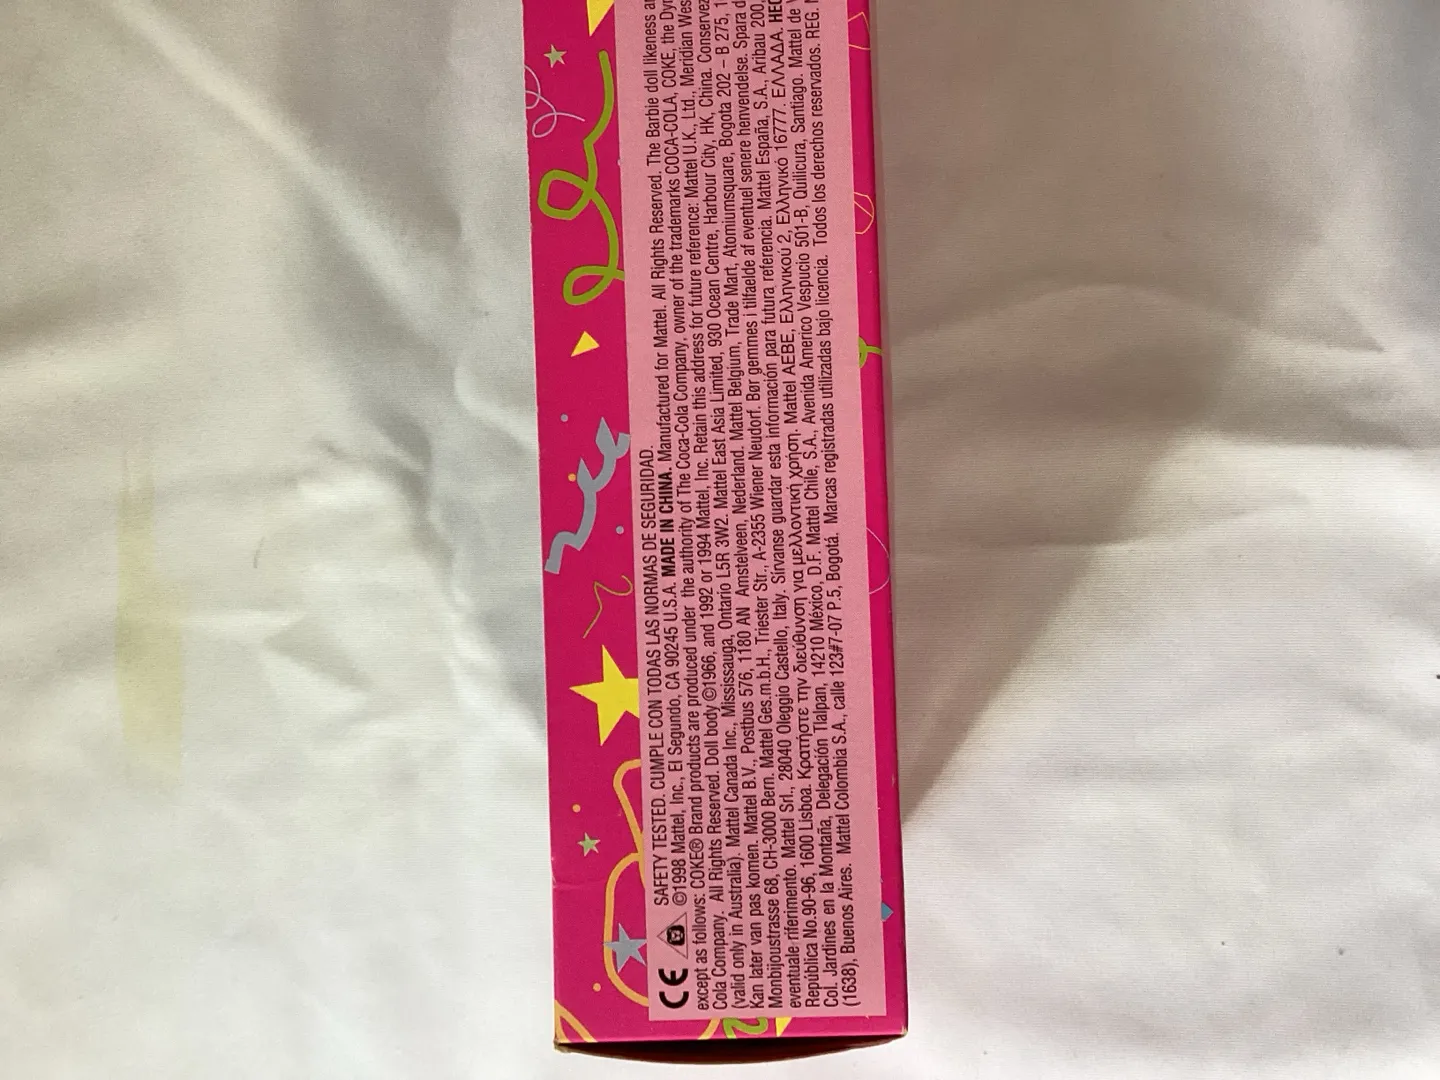 CE SAFETY TESTED. CUMPLE CON TODAS LAS NORMAS DE SEGURIDAD.
©1998 Mattel, Inc., El Segundo, CA 90245 U.S.A. MADE IN CHINA. Manufactured for Mattel. All Rights Reserved. The Barbie doll likeness
except as follows: COKE® Brand products are produced under the authority of The Coca-Cola Company, owner of the trademarks COCA-COLA, COKE, the
Cola Company. All Rights Reserved. Doll body ©1966, and 1992 or 1994 Mattel, Inc. Retain this address for future reference: Mattel U.K., Ltd., Meridian
(valid only in Australia). Mattel Canada Inc., Mississauga, Ontario L5R 3W2. Mattel East Asia Limited, 930 Ocean Centre, Harbour City, HK, China.
Kan later van pas komen. Mattel B.V., Postbus 576, 1180 AN Amstelveen, Nederland. Mattel Belgium, Trade Mart, Atomiumsquare, Bogota 202 – B 275,
Monbijoustrasse 68, CH-3000 Bern. Mattel Ges.m.b.H., Triester Str., A-2355 Wiener Neudorf. Bør gemmes i tilfaelde af eventuel senere henvendelse. Spara
eventuale riferimento. Mattel Srl., 28040 Oleggio Castello, Italy. Sírvanse guardar esta información para futura referencia. Mattel España, S.A., Aribau 200,
República No.90-96, 1600 Lisboa. Κρατήστε την διεύθυνση για μελλοντική χρήση. Mattel AEBE, Ελληνικού 2, Ελληνικό 16777. ΕΛΛΑΔΑ.
Col. Jardines en la Montaña, Delegación Tlalpan, 14210 México, D.F. Mattel Chile, S.A., Avenida Americo Vespucio 501-B, Quilicura, Santiago. Mattel de
(1638), Buenos Aires. Mattel Colombia S.A., calle 123#7-07 P.5, Bogotá. Marcas registradas utilizadas bajo licencia. Todos los derechos reservados. REG.